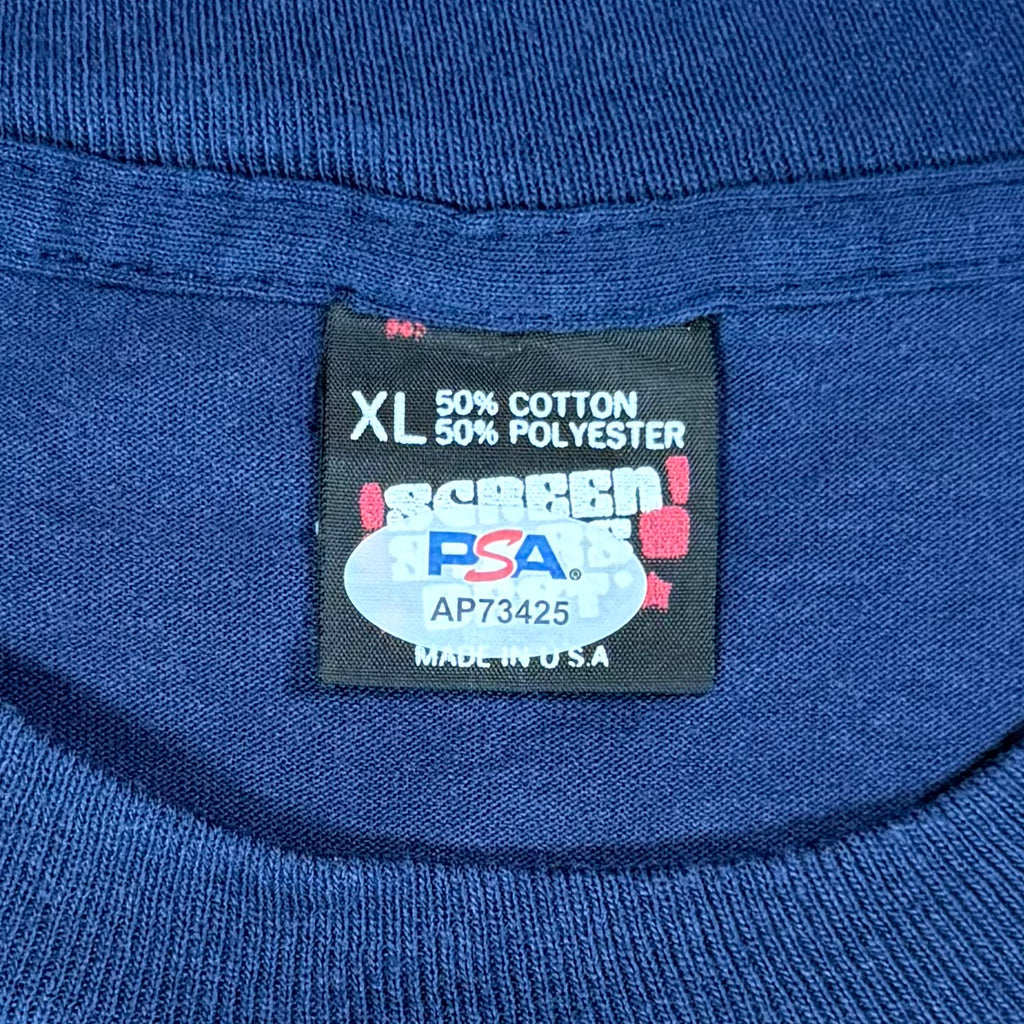 XL 50% COTTON
50% POLYESTER
SCREEN
PSA®
AP73425
MADE IN U S A